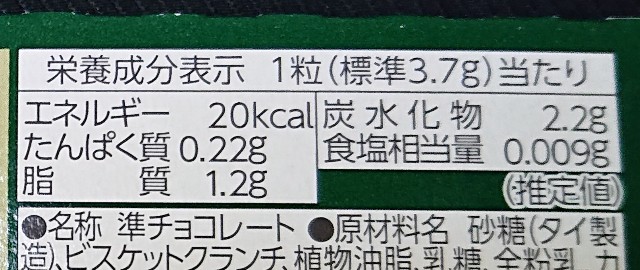 栄養成分表示 1粒(標準3.7g)当たり
エネルギー 20kcal 炭水化物 2.2g
たんぱく質 0.22g 食塩相当量 0.009g
脂質 1.2g (推定値)
●名称 準チョコレート ●原材料名 砂糖(タイ製
造)、ビスケットクランチ、植物油脂、乳糖、全粉乳、カ